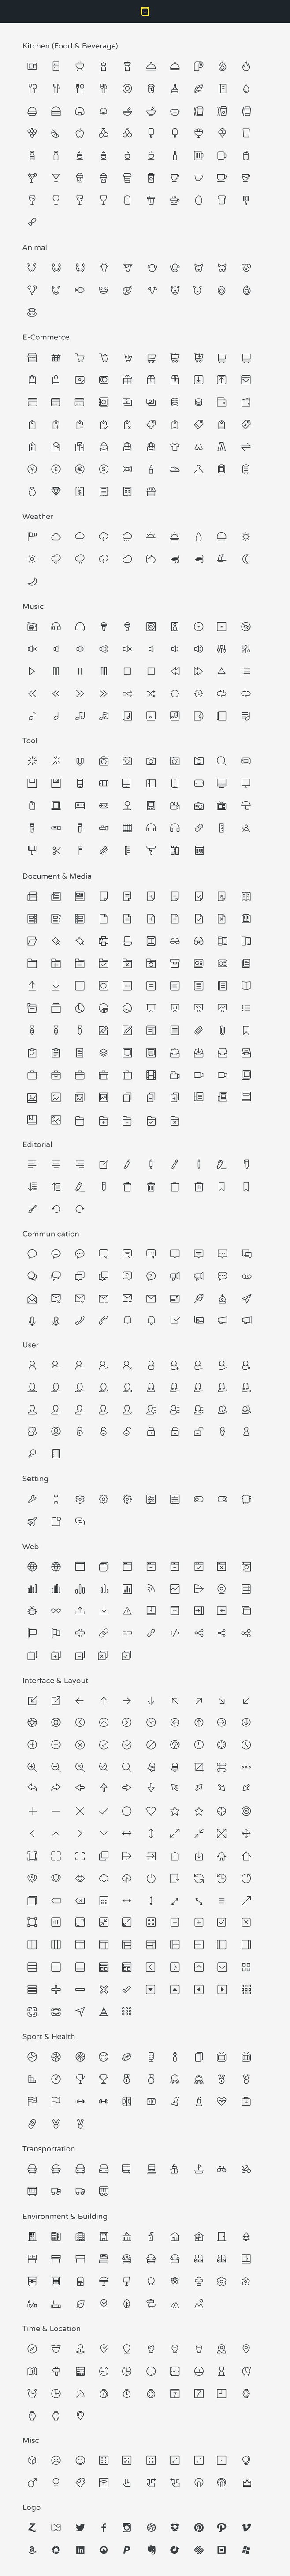 Kitchen (Food & Beverage)
Animal
E-Commerce
Weather
Music
Tool
Document & Media
Editorial
Communication
User
Setting
Web
Interface & Layout
Sport & Health
Transportation
Environment & Building
Time & Location
Misc
Logo